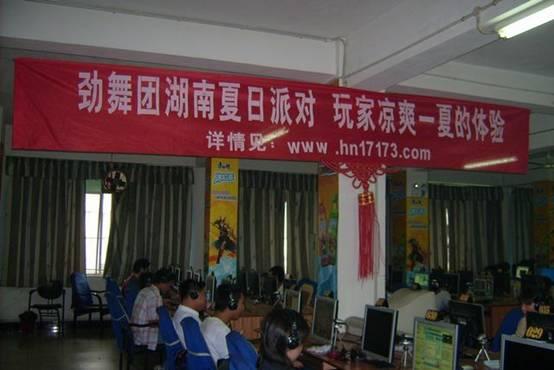 劲舞团湖南夏日派对 玩家凉爽一夏的体验
详情见：www.hn17173.com
029